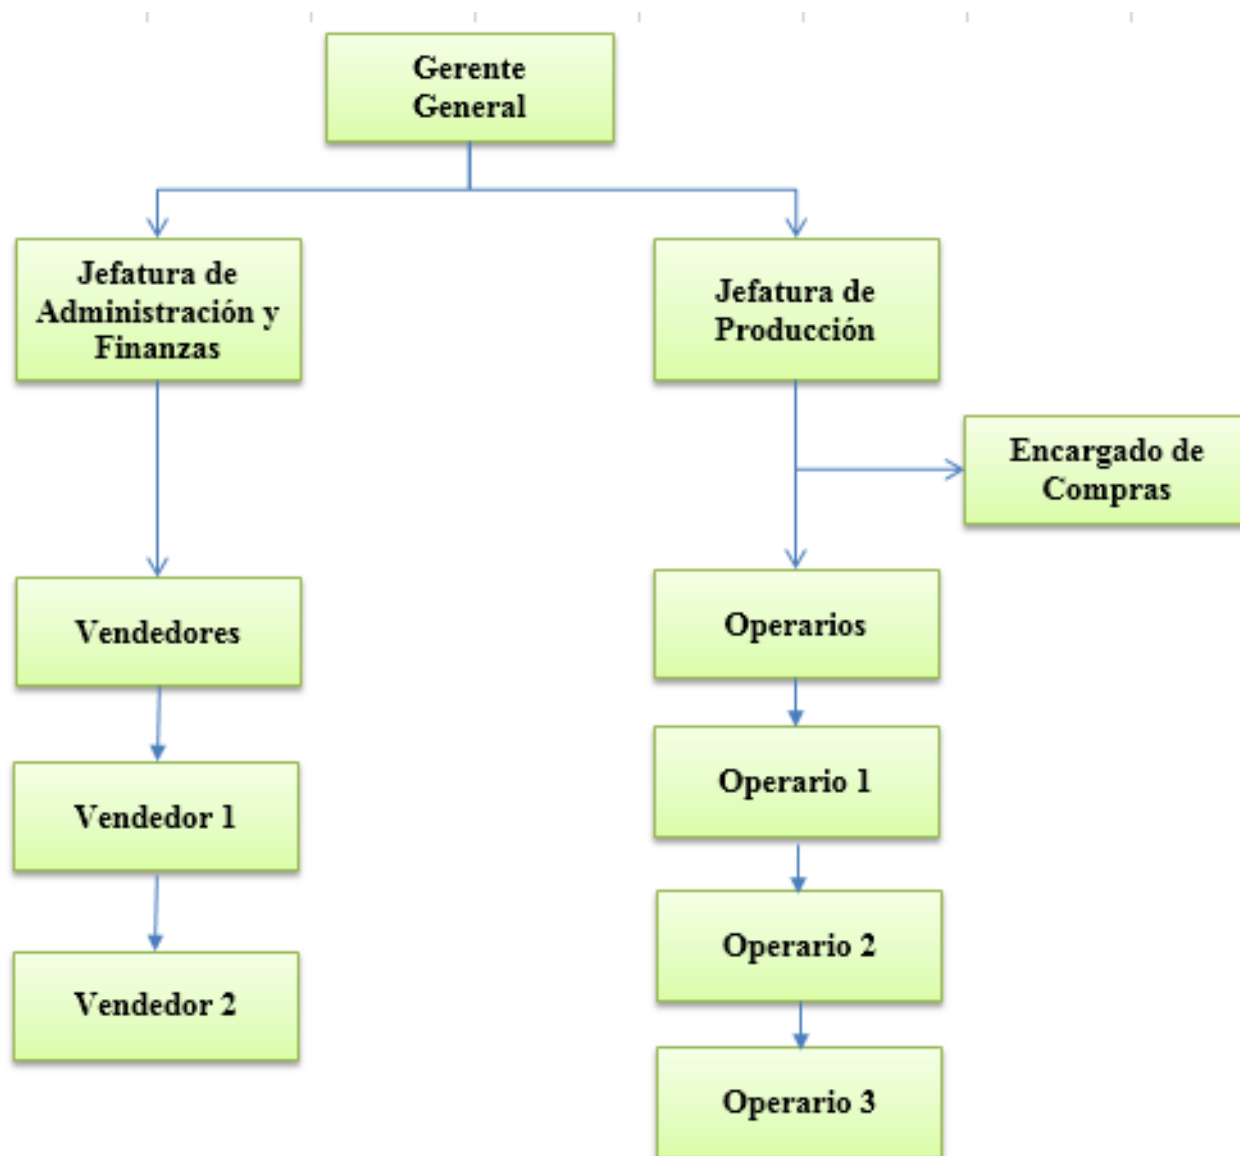 Gerente
General
Jefatura de
Administración y
Finanzas
Jefatura de
Producción
Encargado de
Compras
Vendedores
Operarios
Vendedor 1
Operario 1
Vendedor 2
Operario 2
Operario 3